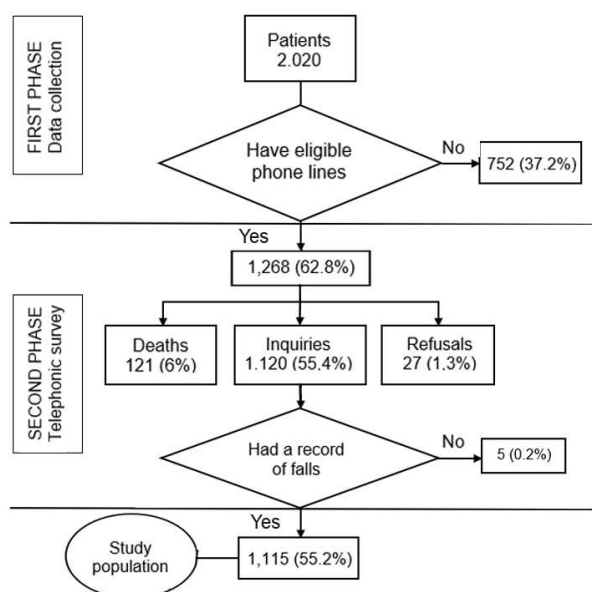 FIRST PHASE
Data collection
Patients
2.020
Have eligible
phone lines
No
752 (37.2%)
Yes
1,268 (62.8%)
SECOND PHASE
Telephonic survey
Deaths
121 (6%)
Inquiries
1.120 (55.4%)
Refusals
27 (1,3%)
Had a record
of falls
No
5 (0.2%)
Yes
Study
population
1,115 (55.2%)